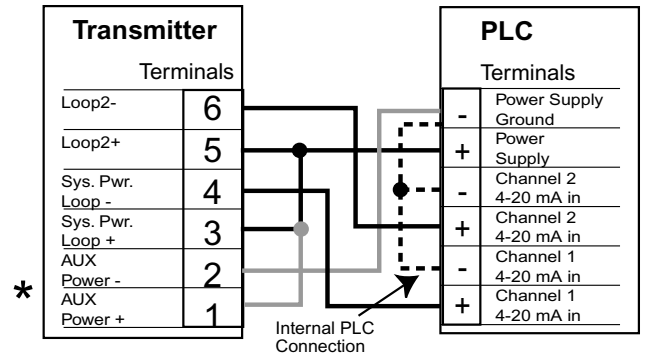 Transmitter
Terminals
Loop2-
6
Loop2+
5
Sys. Pwr.
Loop -
4
Sys. Pwr.
Loop +
3
AUX
Power -
2
*
AUX
Power +
1
Internal PLC
Connection
PLC
Terminals
-
Power Supply
Ground
+
Power
Supply
-
Channel 2
4-20 mA in
+
Channel 2
4-20 mA in
-
Channel 1
4-20 mA in
+
Channel 1
4-20 mA in